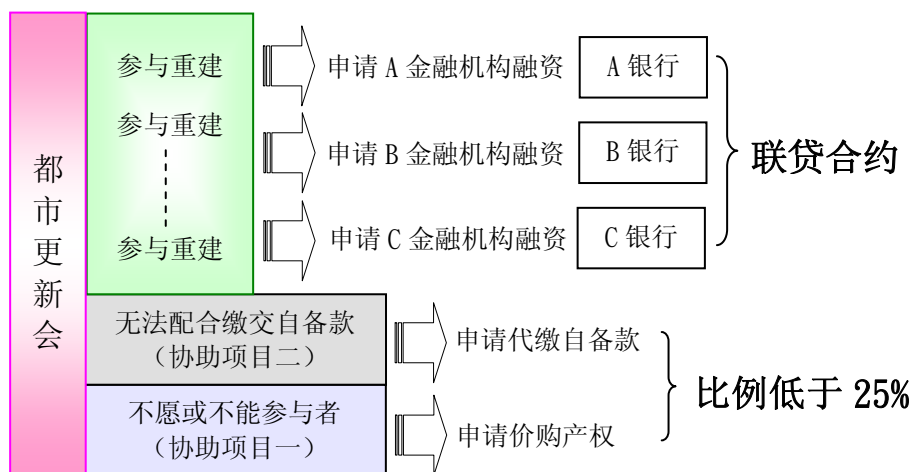 都市更新会
参与重建
申请 A 金融机构融资
A 银行
参与重建
申请 B 金融机构融资
B 银行
联贷合约
参与重建
申请 C 金融机构融资
C 银行
无法配合缴交自备款
（协助项目二）
申请代缴自备款
比例低于 25%
不愿或不能参与者
（协助项目一）
申请价购产权